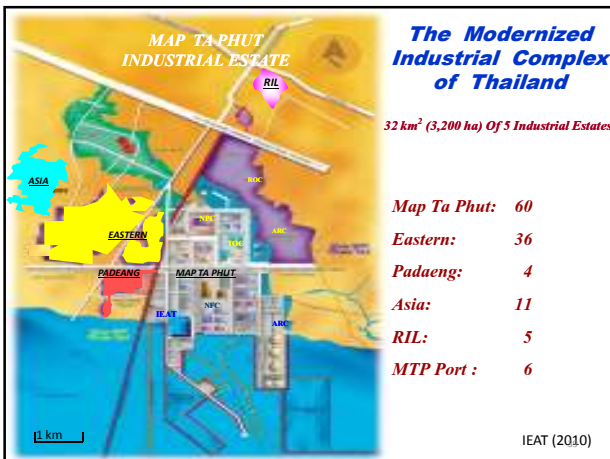 MAP TA PHUT
INDUSTRIAL ESTATE
RIL
ASIA
ROC
NPC
TOC
ARC
EASTERN
PADEANG
MAP TA PHUT
IEAT
NFC
ARC
1 km
The Modernized
Industrial Complex
of Thailand
32 km² (3,200 ha) Of 5 Industrial Estates
Map Ta Phut: 60
Eastern: 36
Padaeng: 4
Asia: 11
RIL: 5
MTP Port : 6
IEAT (2010)